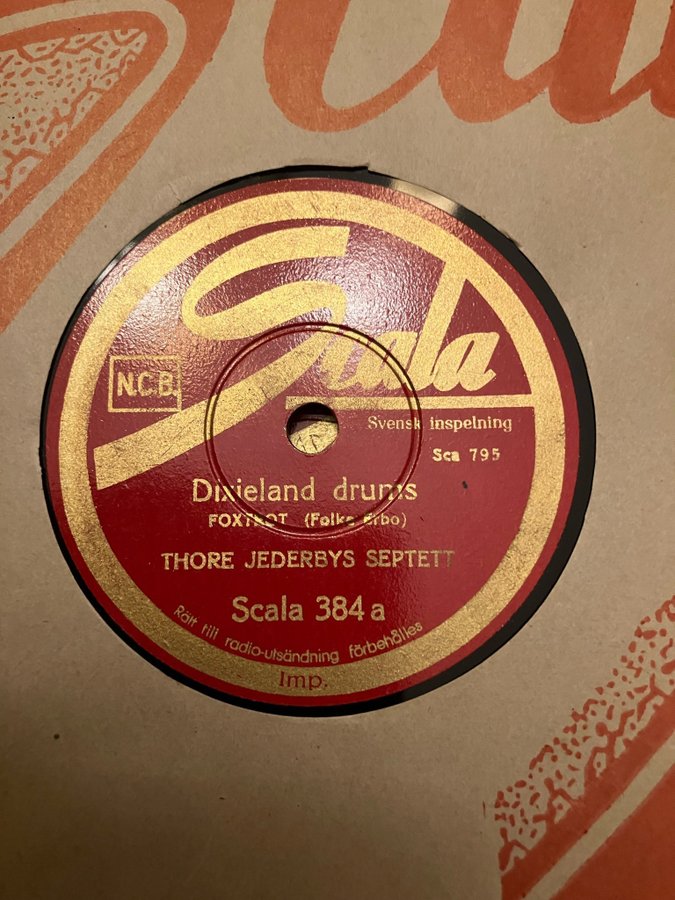 Scala
N.C.B.
Svensk inspelning
Sca 795
Dixieland drums
FOXTROT (Folke Erbo)
THORE JEDERBYS SEPTETT
Scala 384 a
Rätt till radio-utsändning förbehålles
Imp.